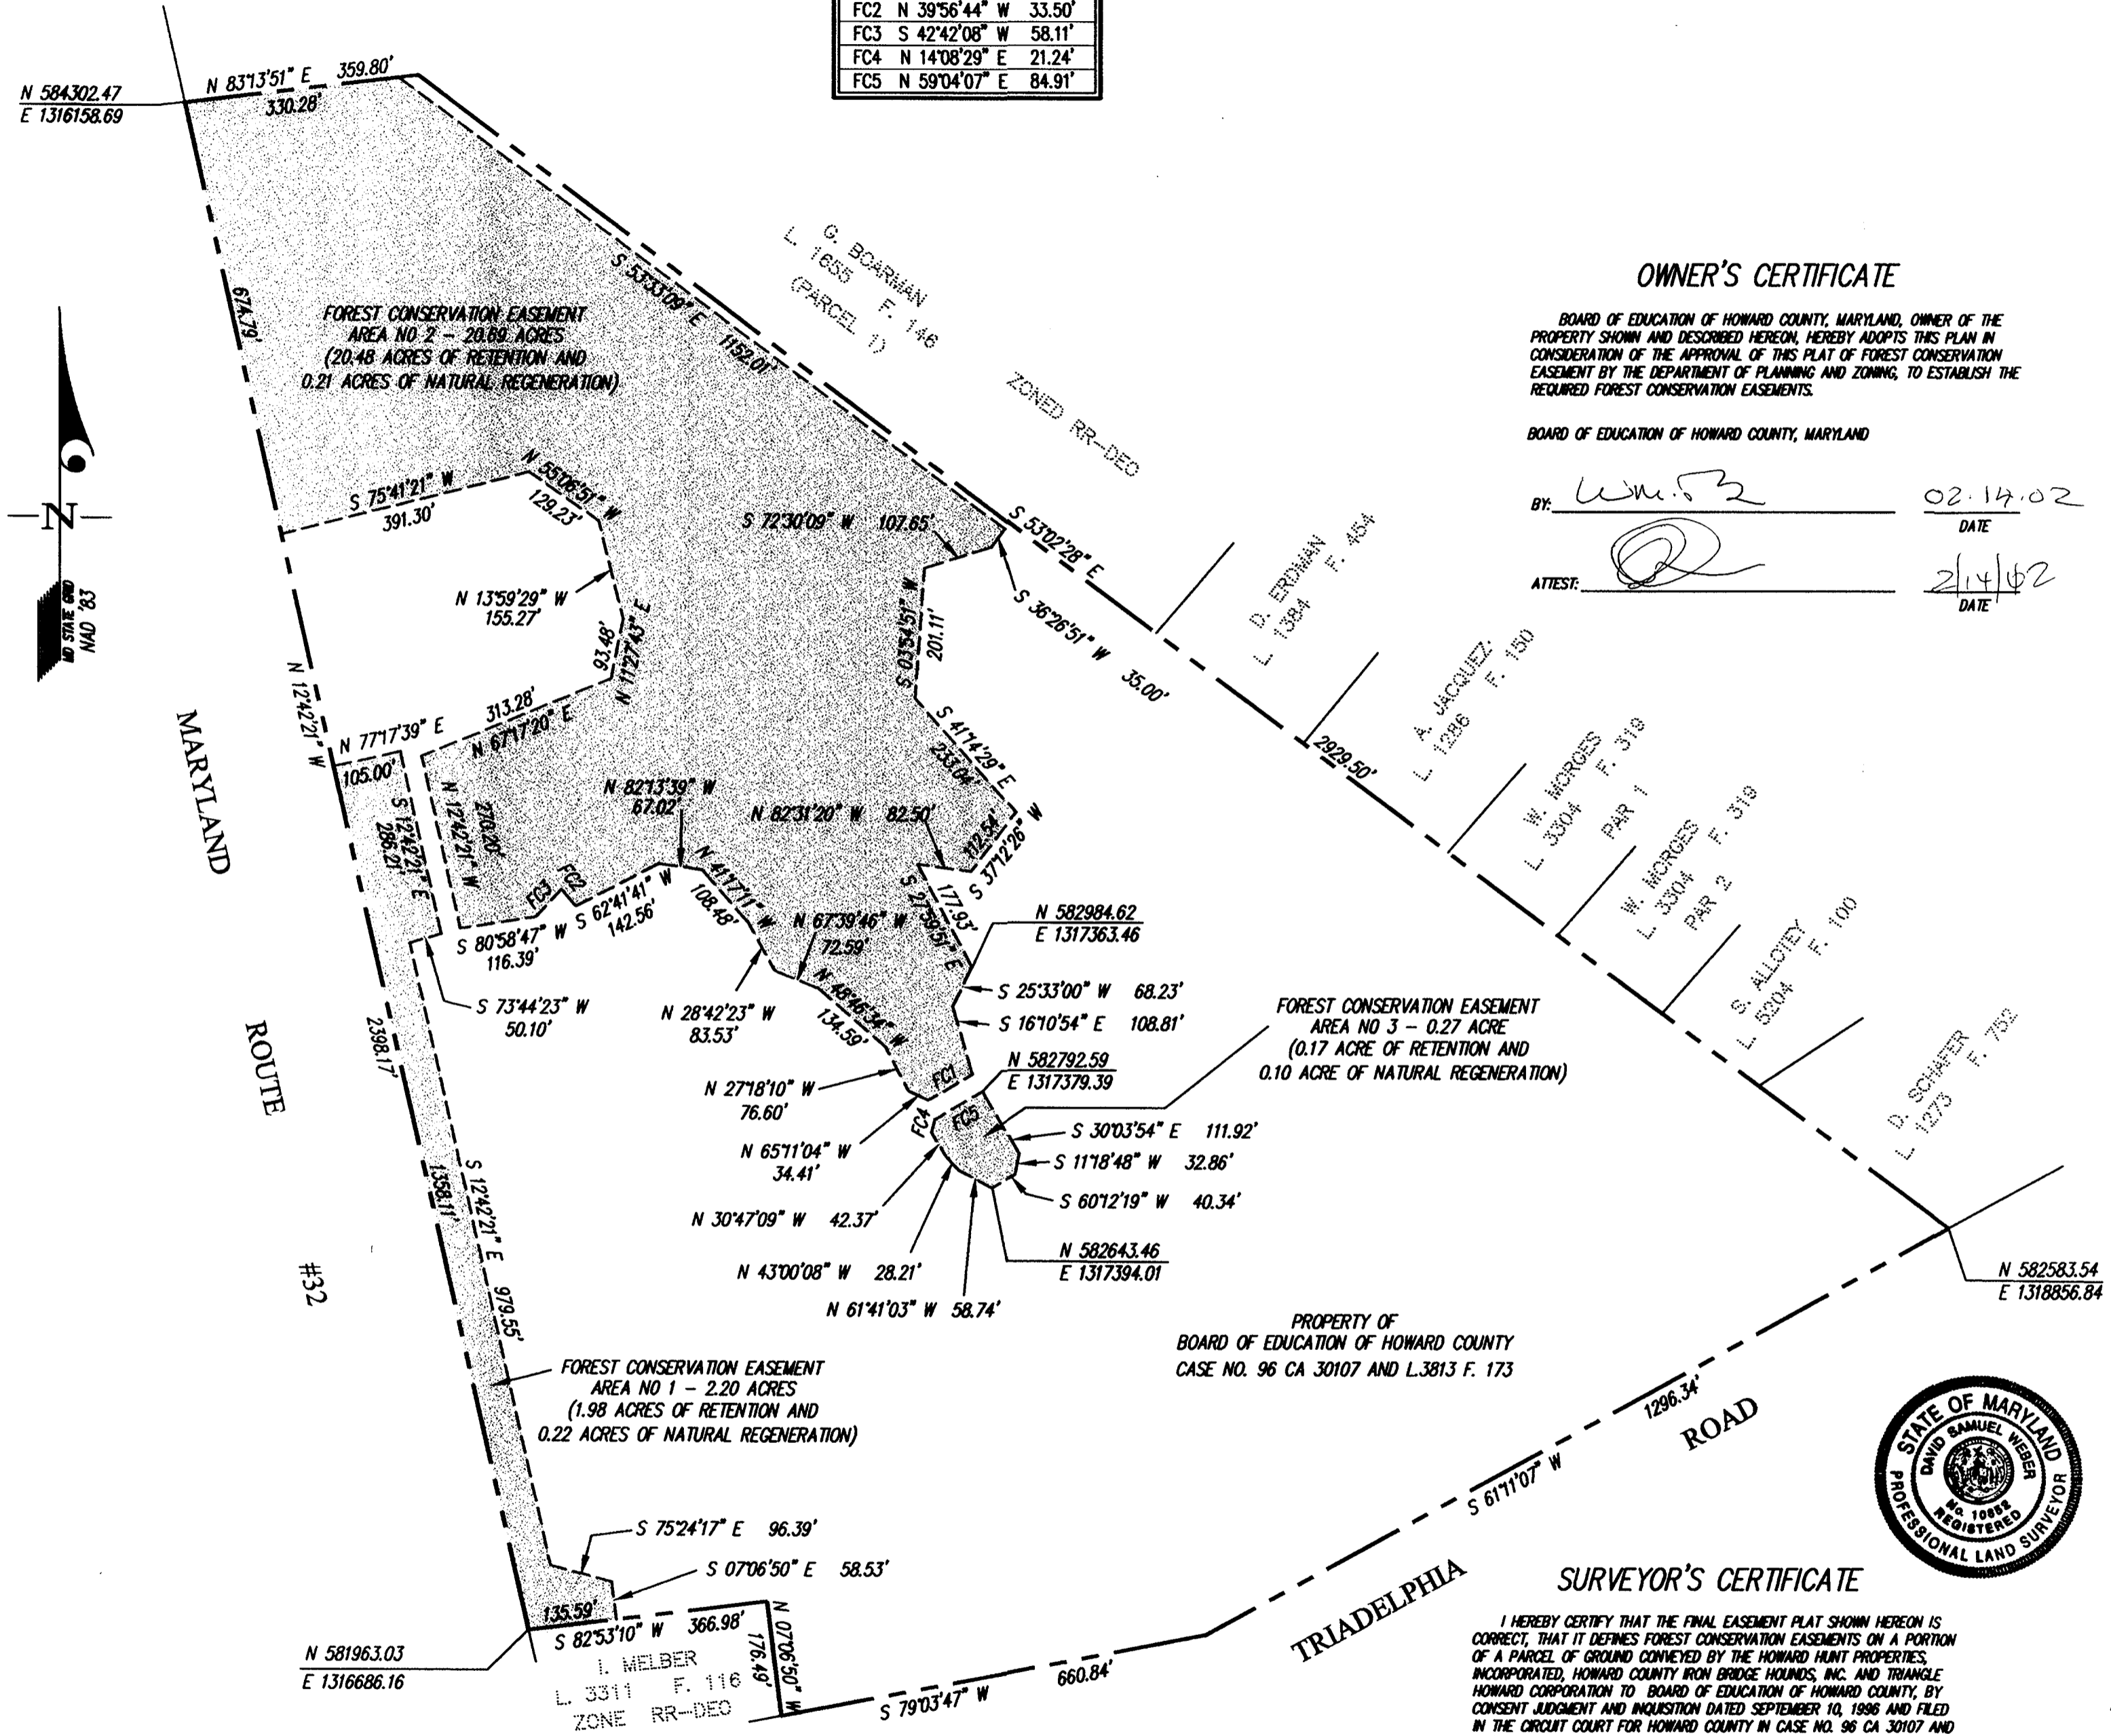 FC2 N 39°56'44" W 33.50'
FC3 S 42°42'08" W 58.11'
FC4 N 14°08'29" E 21.24'
FC5 N 59°04'07" E 84.91'
N 83°13'51" E 359.80'
330.28'
N 584302.47
E 1316158.69
674.79'
FOREST CONSERVATION EASEMENT
AREA NO 2 - 20.69 ACRES
(20.48 ACRES OF RETENTION AND
0.21 ACRES OF NATURAL REGENERATION)
S 53°33'09" E 1152.01'
G. BOARMAN
L. 1655 F. 146
(PARCEL 1)
ZONED RR-DEO
OWNER'S CERTIFICATE
BOARD OF EDUCATION OF HOWARD COUNTY, MARYLAND, OWNER OF THE
PROPERTY SHOWN AND DESCRIBED HEREON, HEREBY ADOPTS THIS PLAN IN
CONSIDERATION OF THE APPROVAL OF THIS PLAT OF FOREST CONSERVATION
EASEMENT BY THE DEPARTMENT OF PLANNING AND ZONING, TO ESTABLISH THE
REQUIRED FOREST CONSERVATION EASEMENTS.
BOARD OF EDUCATION OF HOWARD COUNTY, MARYLAND
BY: 02.14.02
DATE
ATTEST: 2/14/02
DATE
N
MD STATE GRID
NAD '83
S 75°41'21" W
391.30'
N 55°06'51" W
129.23'
N 13°59'29" W
155.27'
N 11°27'43" E
93.48'
313.28'
N 67°17'20" E
S 72°30'09" W 107.65'
S 03°54'51" W
201.11'
S 36°26'51" W 35.00'
S 53°02'28" E
2929.50'
D. ERDMAN
L. 1384 F. 454
A. JACQUEZ
L. 1286 F. 150
W. MORGES
L. 3304 F. 319
PAR 1
W. MORGES
L. 3304 F. 319
PAR 2
S. ALLOTEY
L. 5204 F. 100
D. SCHAFER
L. 1273 F. 752
S 41°14'29" E
233.04'
112.54'
S 37°12'26" W
N 12°42'21" W
N 77°17'39" E
105.00'
S 12°42'21" E
286.21'
N 12°42'21" W
270.20'
N 82°13'39" W
67.02'
N 82°31'20" W 82.50'
FC3
FC2
S 80°58'47" W
116.39'
S 62°41'41" W
142.56'
N 41°17'11" W
108.48'
S 27°59'51" E
177.93'
N 67°39'46" W
72.59'
N 582984.62
E 1317363.46
S 73°44'23" W
50.10'
N 28°42'23" W
83.53'
N 48°46'34" W
134.59'
S 25°33'00" W 68.23'
S 16°10'54" E 108.81'
FOREST CONSERVATION EASEMENT
AREA NO 3 - 0.27 ACRE
(0.17 ACRE OF RETENTION AND
0.10 ACRE OF NATURAL REGENERATION)
N 582792.59
E 1317379.39
N 27°18'10" W
76.60'
FC1
FC4
FC5
N 65°11'04" W
34.41'
S 30°03'54" E 111.92'
S 11°18'48" W 32.86'
S 60°12'19" W 40.34'
N 30°47'09" W 42.37'
N 43°00'08" W 28.21'
N 61°41'03" W 58.74'
N 582643.46
E 1317394.01
N 582583.54
E 1318856.84
MARYLAND
ROUTE
#32
2398.17'
1358.11'
S 12°42'21" E 979.55'
PROPERTY OF
BOARD OF EDUCATION OF HOWARD COUNTY
CASE NO. 96 CA 30107 AND L.3813 F. 173
FOREST CONSERVATION EASEMENT
AREA NO 1 - 2.20 ACRES
(1.98 ACRES OF RETENTION AND
0.22 ACRES OF NATURAL REGENERATION)
1296.34'
S 61°11'07" W
TRIADELPHIA
ROAD
STATE OF MARYLAND
DAVID SAMUEL WEBER
No. 10852
REGISTERED
PROFESSIONAL LAND SURVEYOR
S 75°24'17" E 96.39'
S 07°06'50" E 58.53'
135.59'
S 82°53'10" W 366.98'
N 07°06'50" W
176.49'
N 581963.03
E 1316686.16
I. MELBER
L. 3311 F. 116
ZONE RR-DEO
S 79°03'47" W 660.84'
SURVEYOR'S CERTIFICATE
I HEREBY CERTIFY THAT THE FINAL EASEMENT PLAT SHOWN HEREON IS
CORRECT, THAT IT DEFINES FOREST CONSERVATION EASEMENTS ON A PORTION
OF A PARCEL OF GROUND CONVEYED BY THE HOWARD HUNT PROPERTIES,
INCORPORATED, HOWARD COUNTY IRON BRIDGE HOUNDS, INC. AND TRIANGLE
HOWARD CORPORATION TO BOARD OF EDUCATION OF HOWARD COUNTY, BY
CONSENT JUDGMENT AND INQUISITION DATED SEPTEMBER 10, 1996 AND FILED
IN THE CIRCUIT COURT FOR HOWARD COUNTY IN CASE NO. 96 CA 30107 AND